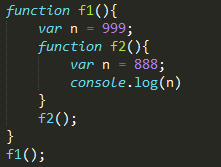 function f1(){
    var n = 999;
    function f2(){
        var n = 888;
        console.log(n)
    }
    f2();
}
f1();